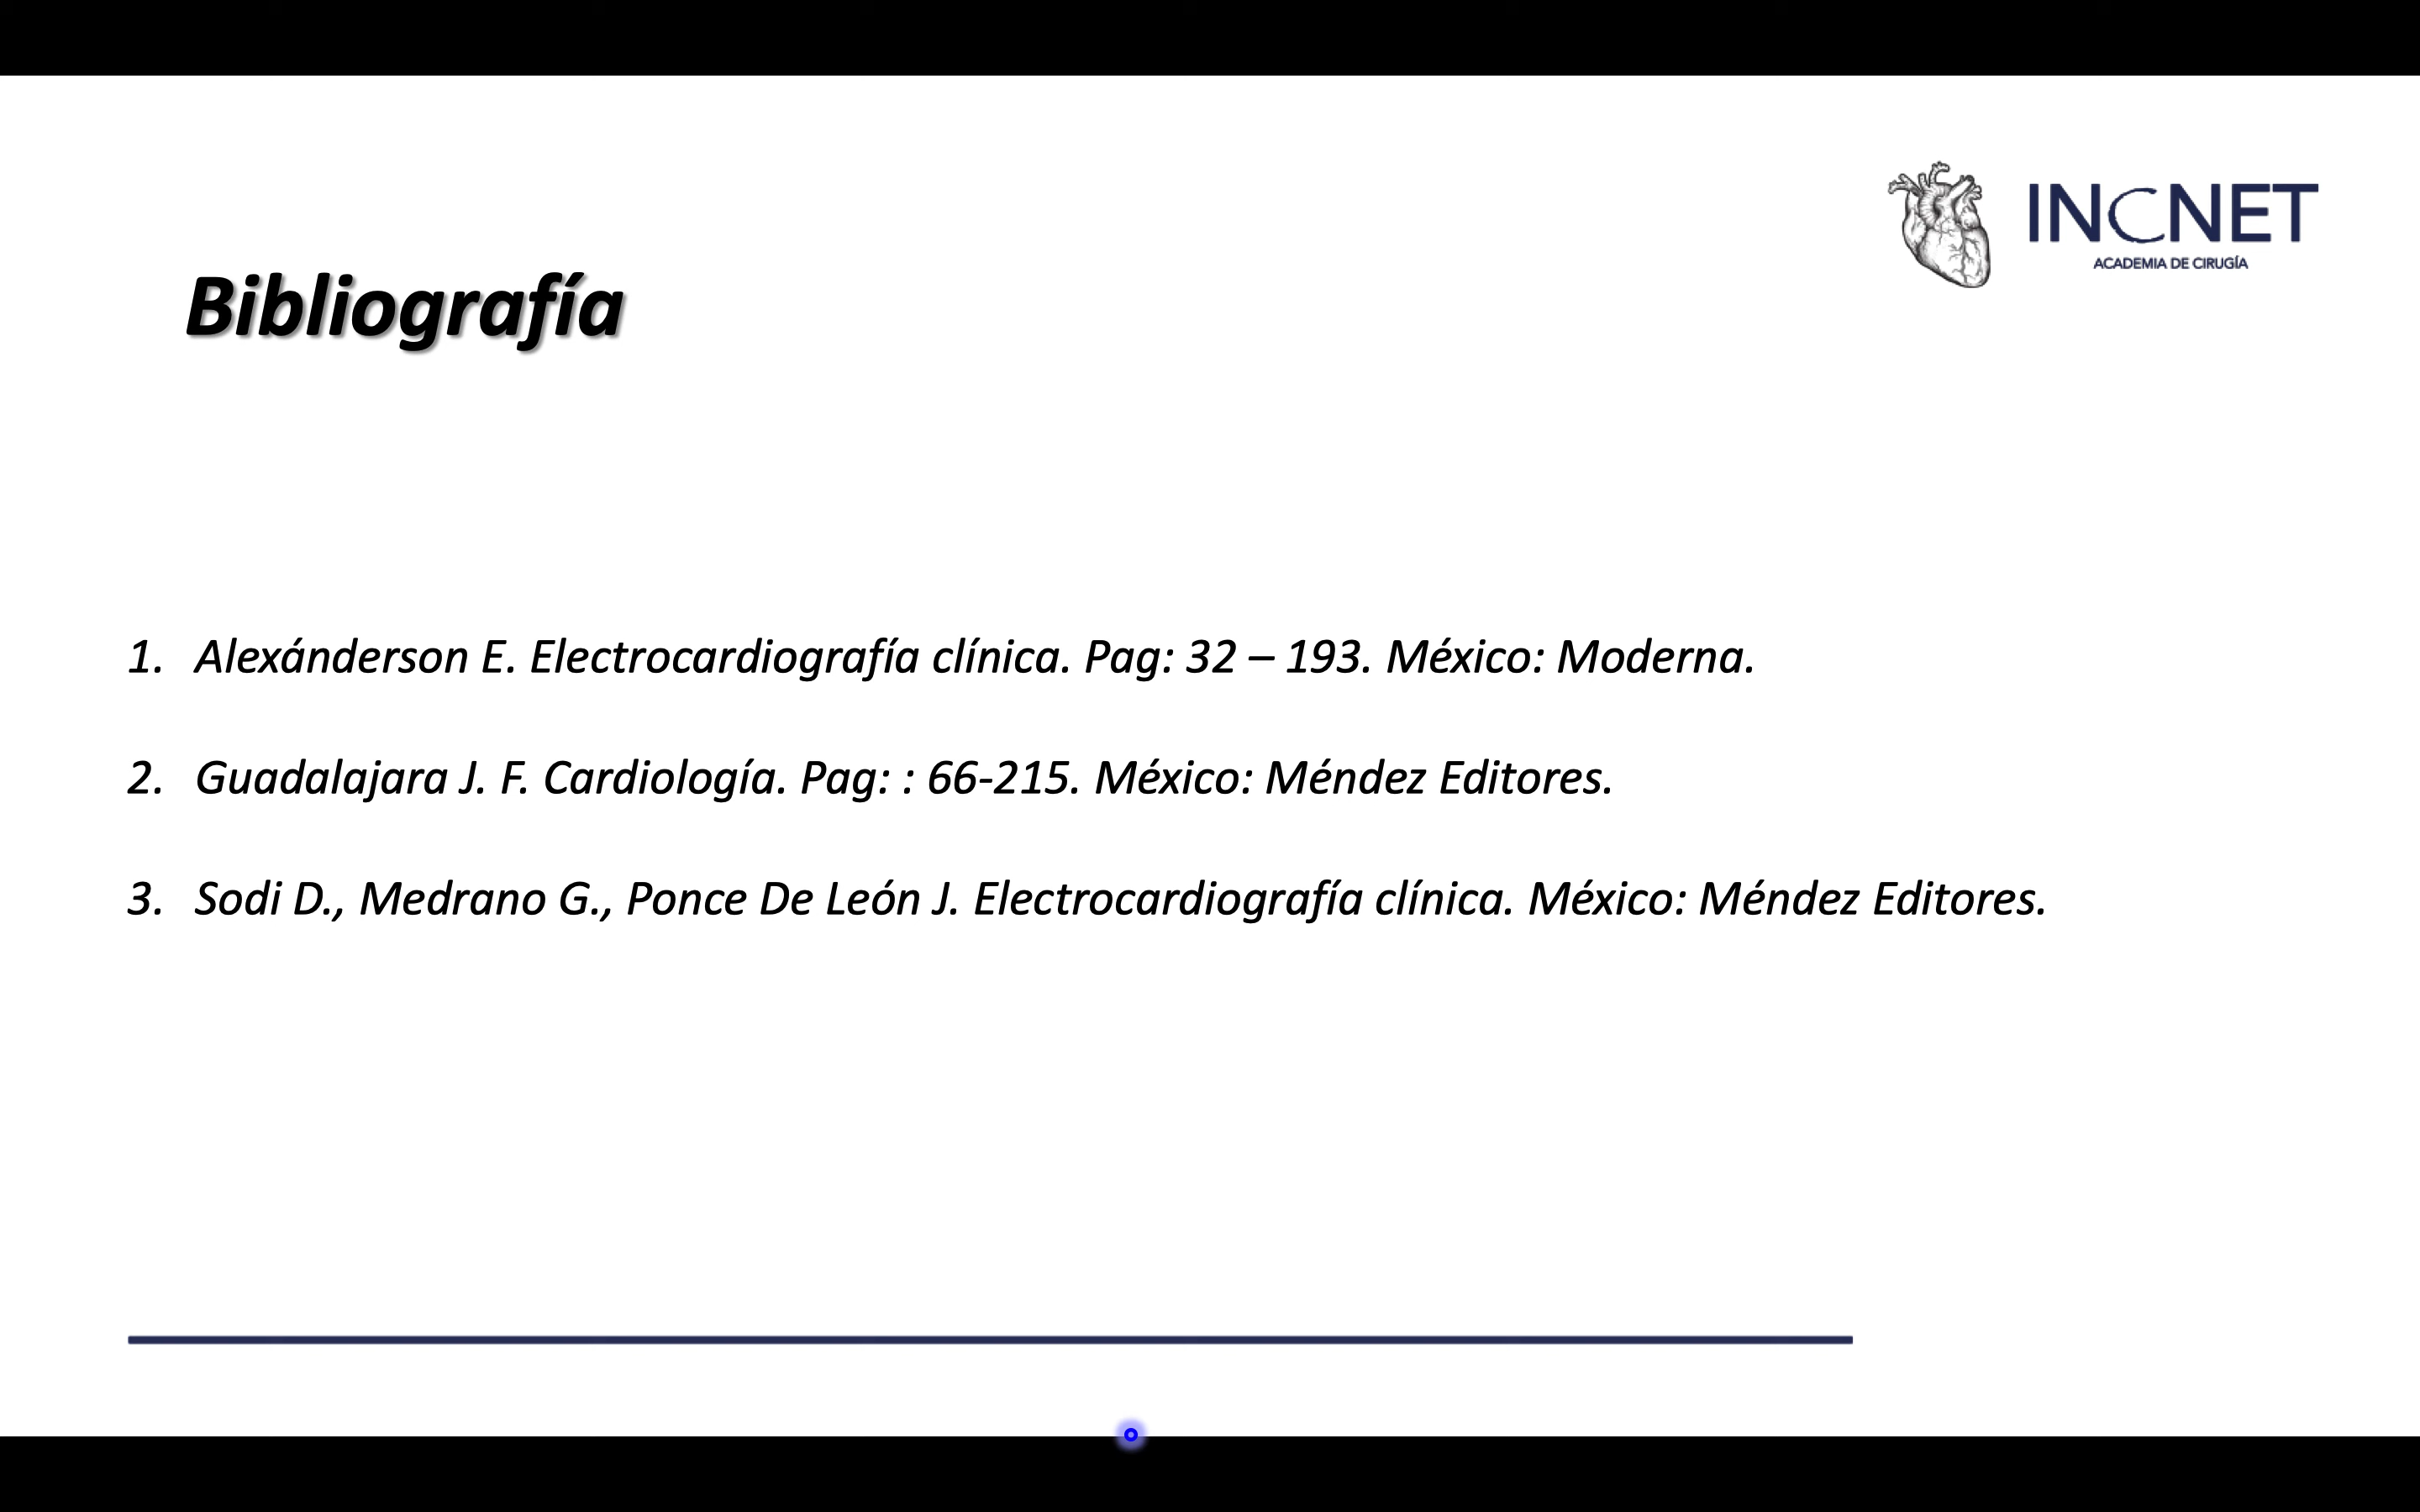 INCNET
ACADEMIA DE CIRUGÍA
Bibliografía
1. Alexánderson E. Electrocardiografía clínica. Pag: 32 – 193. México: Moderna.
2. Guadalajara J. F. Cardiología. Pag: : 66-215. México: Méndez Editores.
3. Sodi D., Medrano G., Ponce De León J. Electrocardiografía clínica. México: Méndez Editores.